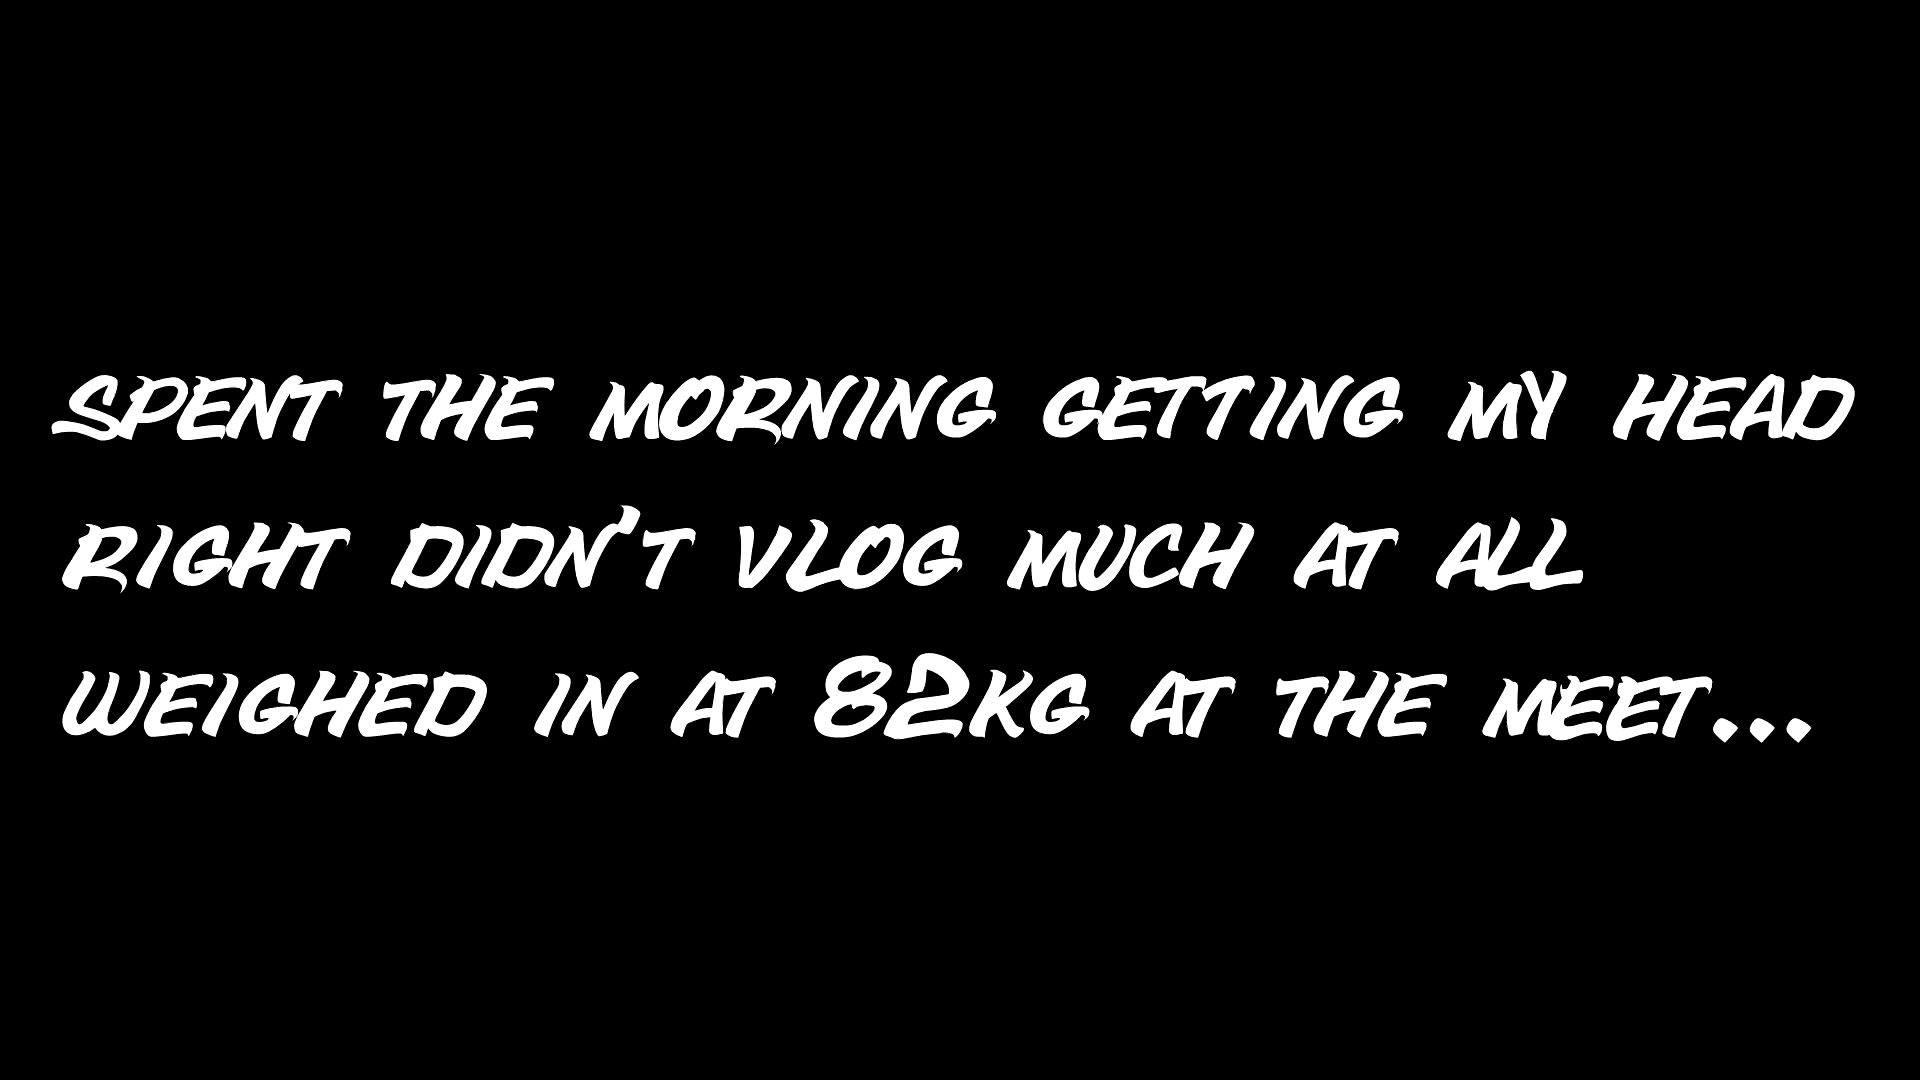 SPENT THE MORNING GETTING MY HEAD
RIGHT DIDN'T VLOG MUCH AT ALL
WEIGHED IN AT 82KG AT THE MEET...